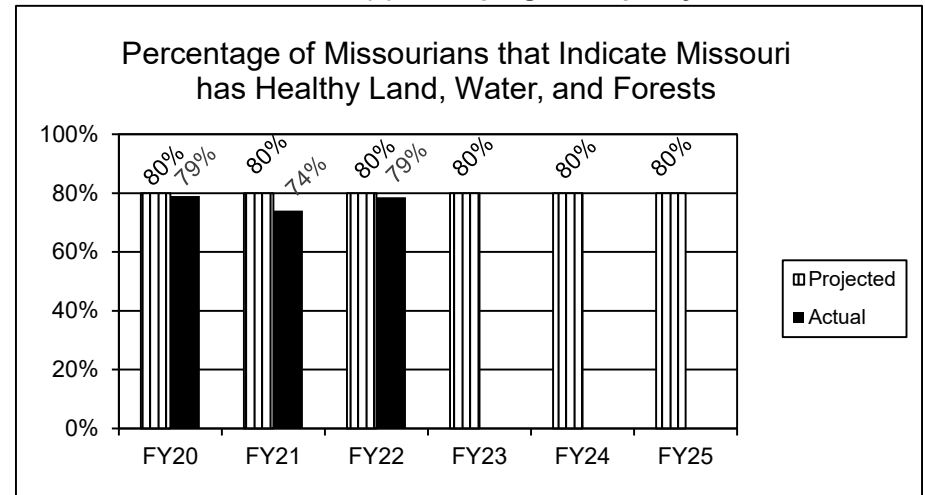 Percentage of Missourians that Indicate Missouri
has Healthy Land, Water, and Forests
100%
80%
60%
40%
20%
0%
80%
79%
80%
74%
80%
79%
80%
80%
80%
FY20
FY21
FY22
FY23
FY24
FY25
Projected
Actual